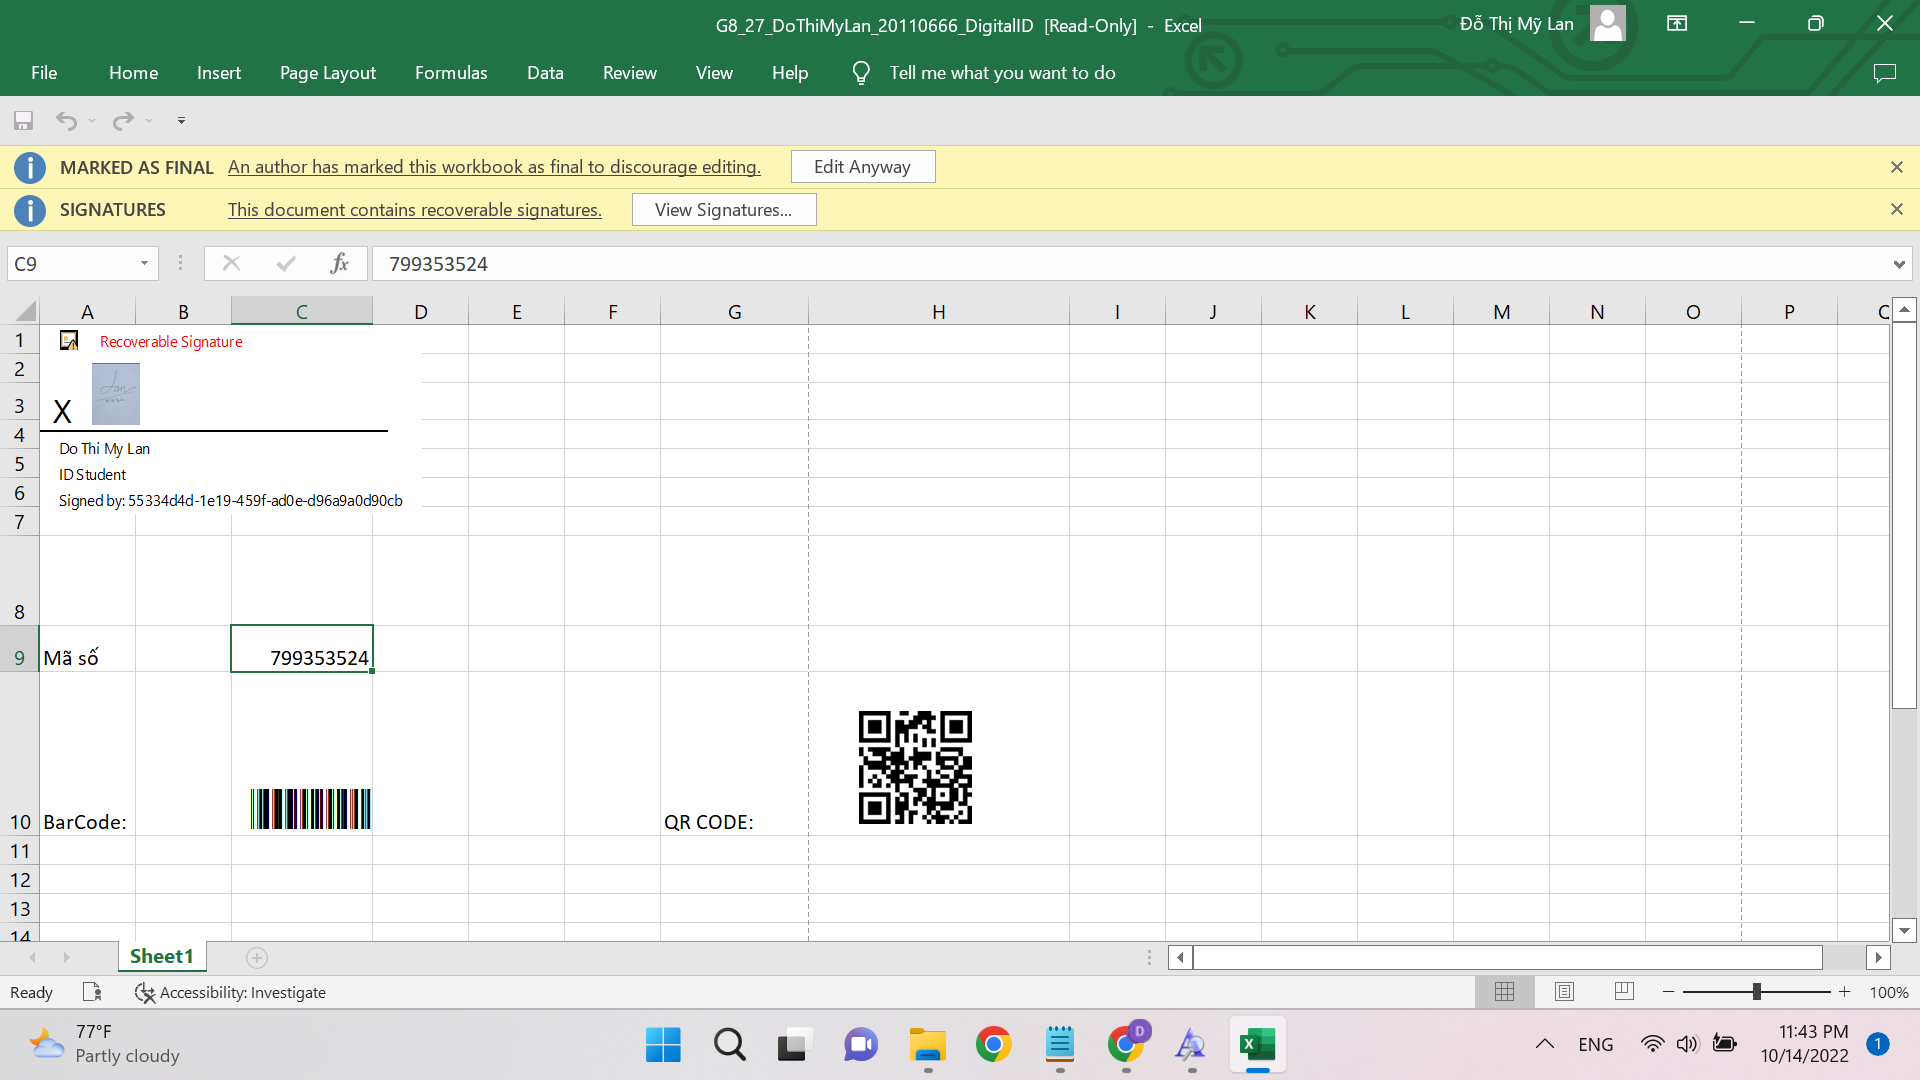 G8_27_DoThiMyLan_20110666_DigitalID [Read-Only] - Excel
Đỗ Thị Mỹ Lan
File Home Insert Page Layout Formulas Data Review View Help Tell me what you want to do
MARKED AS FINAL An author has marked this workbook as final to discourage editing. Edit Anyway
SIGNATURES This document contains recoverable signatures. View Signatures...
C9 fx 799353524
A B C D E F G H I J K L M N O P Q
1 Recoverable Signature
2
3 X Lan
4
Do Thi My Lan
5 ID Student
6 Signed by: 55334d4d-1e19-459f-ad0e-d96a9a0d90cb
7
8
9 Mã số 799353524
10 BarCode: QR CODE:
11
12
13
14
Sheet1
Ready Accessibility: Investigate 100%
77°F
Partly cloudy
D
ENG
11:43 PM
10/14/2022
1